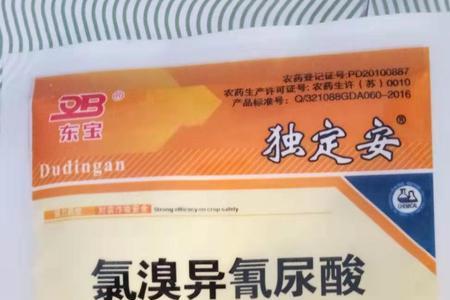 农药登记证号:PD20100887
农药生产许可证号:农药生许（苏）0010
产品标准号:Q/321088GDA060-2016
DB®
东宝
独定安®
Dudingan
Strong efficacy on crop safely
CHEMICAL
氯溴异氰尿酸